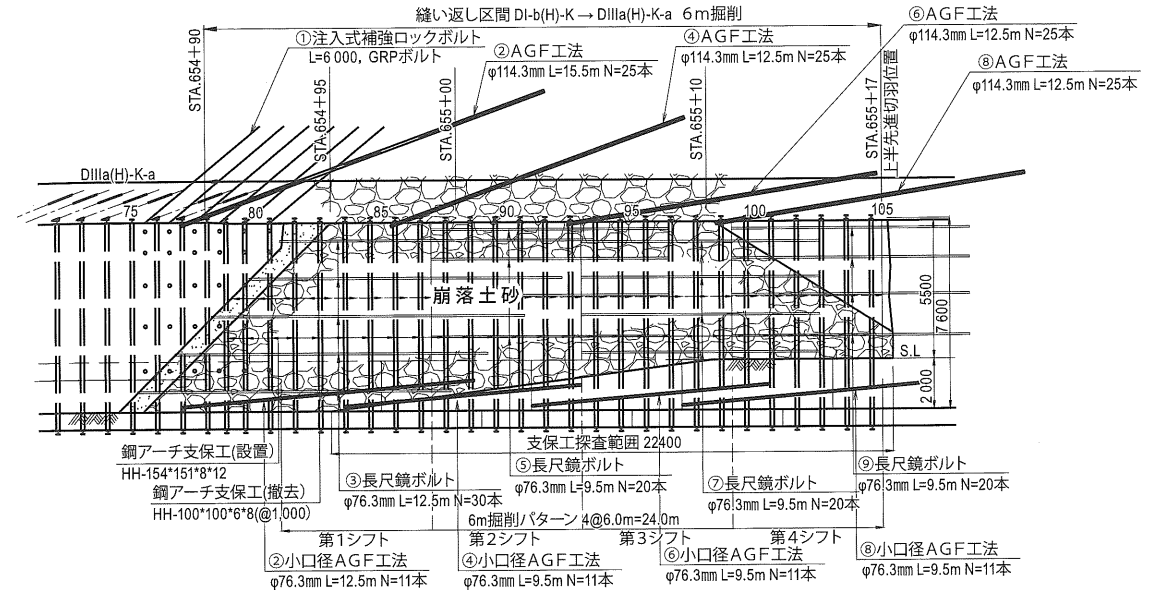 縫い返し区間 DI-b(H)-K → DIIIa(H)-K-a 6m掘削
①注入式補強ロックボルト
L=6 000, GRPボルト
②AGF工法
φ114.3mm L=15.5m N=25本
④AGF工法
φ114.3mm L=12.5m N=25本
⑥AGF工法
φ114.3mm L=12.5m N=25本
⑧AGF工法
φ114.3mm L=12.5m N=25本
STA.654+90
STA.654+95
STA.655+00
STA.655+10
STA.655+17
上半先進切羽位置
DIIIa(H)-K-a
75
80
85
90
95
100
105
崩落土砂
5500
7 600
2 000
S.L
支保工探査範囲 22400
鋼アーチ支保工(設置)
HH-154*151*8*12
鋼アーチ支保工(撤去)
HH-100*100*6*8(@1,000)
③長尺鏡ボルト
φ76.3mm L=12.5m N=30本
⑤長尺鏡ボルト
φ76.3mm L=9.5m N=20本
⑦長尺鏡ボルト
φ76.3mm L=9.5m N=20本
⑨長尺鏡ボルト
φ76.3mm L=9.5m N=20本
6m掘削パターン 4@6.0m=24.0m
第1シフト
第2シフト
第3シフト
第4シフト
②小口径AGF工法
φ76.3mm L=12.5m N=11本
④小口径AGF工法
φ76.3mm L=9.5m N=11本
⑥小口径AGF工法
φ76.3mm L=9.5m N=11本
⑧小口径AGF工法
φ76.3mm L=9.5m N=11本